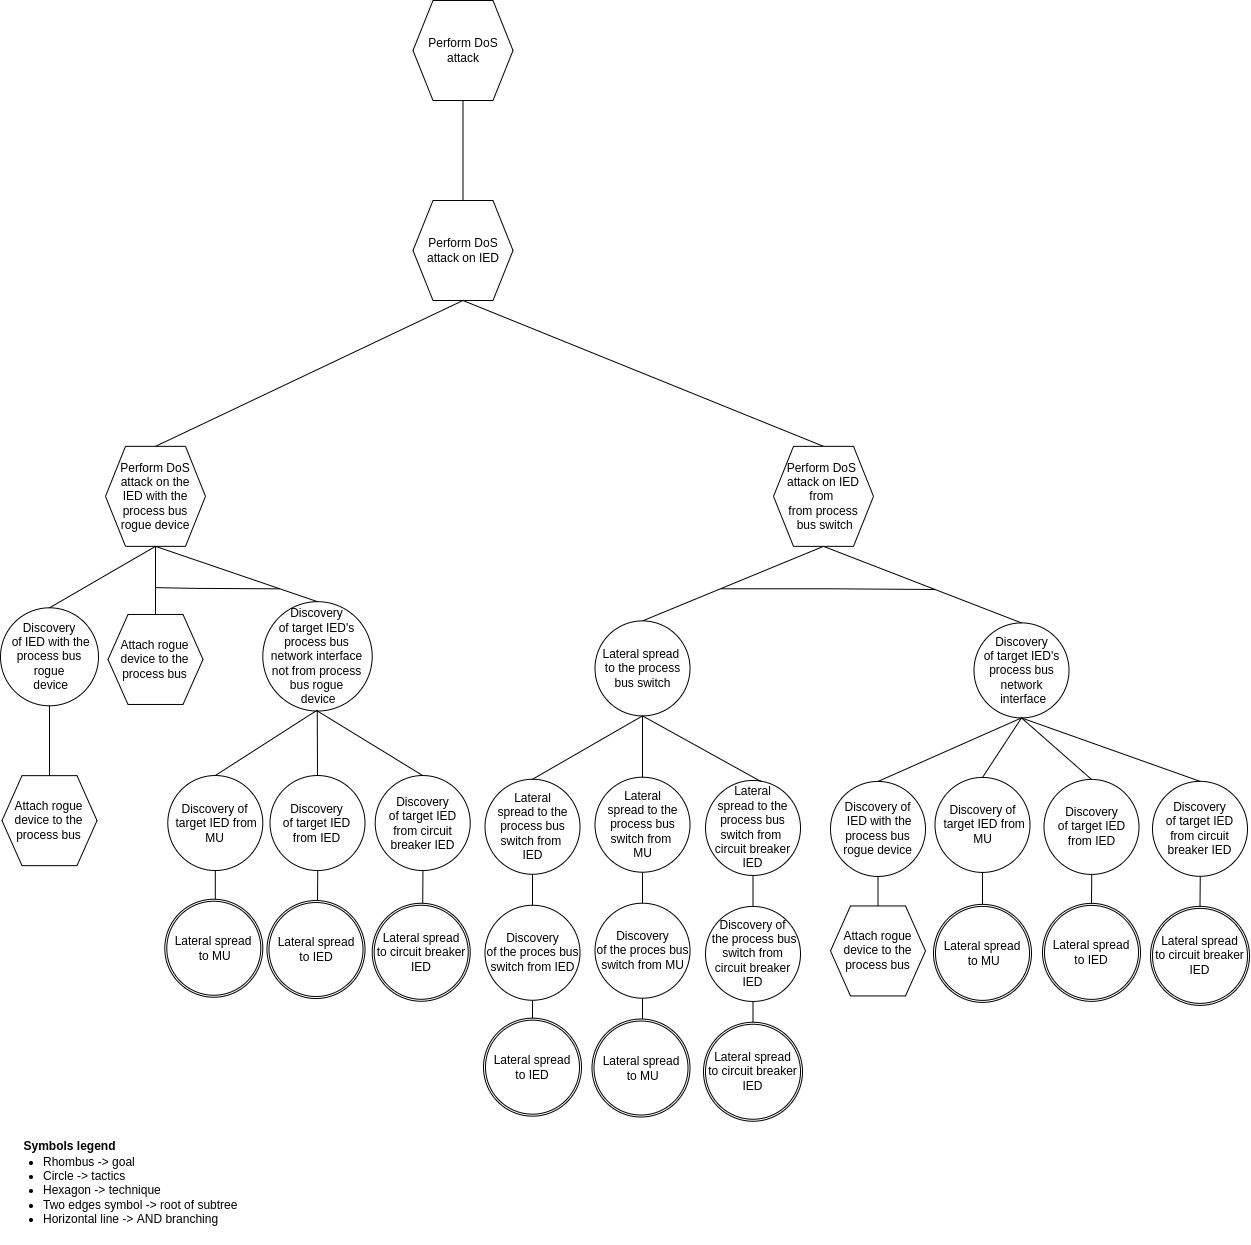 Perform DoS
attack
Perform DoS
attack on IED
Perform DoS
attack on the
IED with the
process bus
rogue device
Perform DoS
attack on IED
from
from process
bus switch
Discovery
of IED with the
process bus
rogue
device
Attach rogue
device to the
process bus
Discovery
of target IED's
process bus
network interface
not from process
bus rogue
device
Lateral spread
to the process
bus switch
Discovery
of target IED's
process bus
network
interface
Attach rogue
device to the
process bus
Discovery of
target IED from
MU
Discovery
of target IED
from IED
Discovery
of target IED
from circuit
breaker IED
Lateral
spread to the
process bus
switch from
IED
Lateral
spread to the
process bus
switch from
MU
Lateral
spread to the
process bus
switch from
circuit breaker
IED
Discovery of
IED with the
process bus
rogue device
Discovery of
target IED from
MU
Discovery
of target IED
from IED
Discovery
of target IED
from circuit
breaker IED
Lateral spread
to MU
Lateral spread
to IED
Lateral spread
to circuit breaker
IED
Discovery
of the proces bus
switch from IED
Discovery
of the proces bus
switch from MU
Discovery of
the process bus
switch from
circuit breaker
IED
Attach rogue
device to the
process bus
Lateral spread
to MU
Lateral spread
to IED
Lateral spread
to circuit breaker
IED
Lateral spread
to IED
Lateral spread
to MU
Lateral spread
to circuit breaker
IED
Symbols legend
• Rhombus -> goal
• Circle -> tactics
• Hexagon -> technique
• Two edges symbol -> root of subtree
• Horizontal line -> AND branching